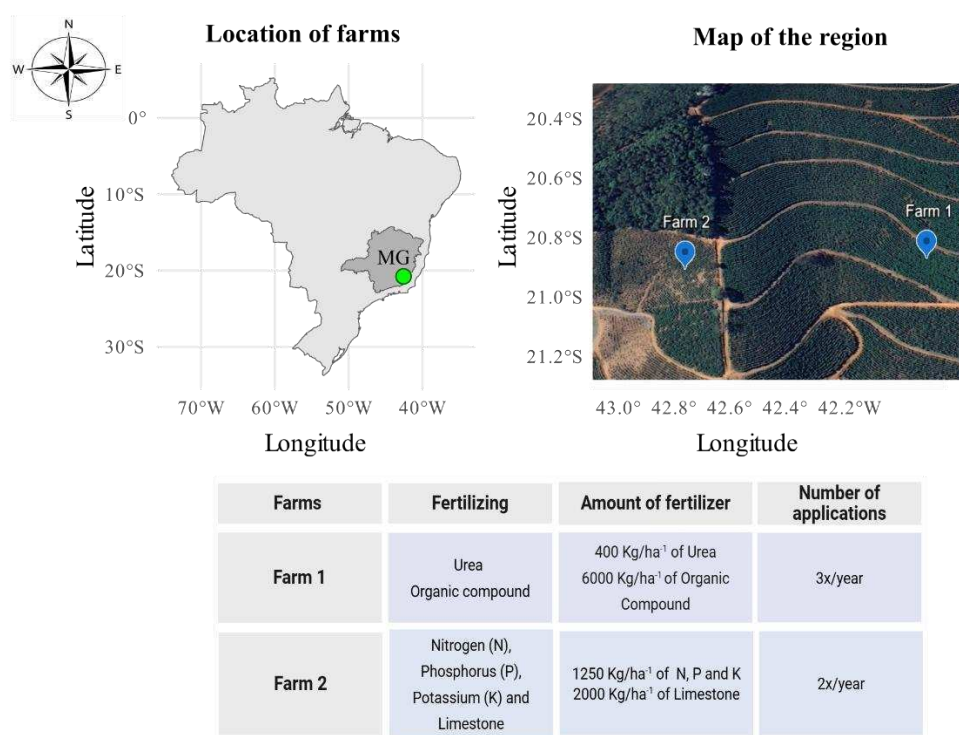 N
W E
S
Location of farms
Map of the region
0°
10°S
20°S
30°S
Latitude
MG
70°W 60°W 50°W 40°W
Longitude
20.4°S
20.6°S
20.8°S
21.0°S
21.2°S
Latitude
Farm 2
Farm 1
43.0° 42.8° 42.6° 42.4° 42.2°W
Longitude
Farms Fertilizing Amount of fertilizer Number of
applications
Farm 1
Urea
Organic compound
400 Kg/ha⁻¹ of Urea
6000 Kg/ha⁻¹ of Organic
Compound
3x/year
Farm 2
Nitrogen (N),
Phosphorus (P),
Potassium (K) and
Limestone
1250 Kg/ha⁻¹ of N, P and K
2000 Kg/ha⁻¹ of Limestone
2x/year